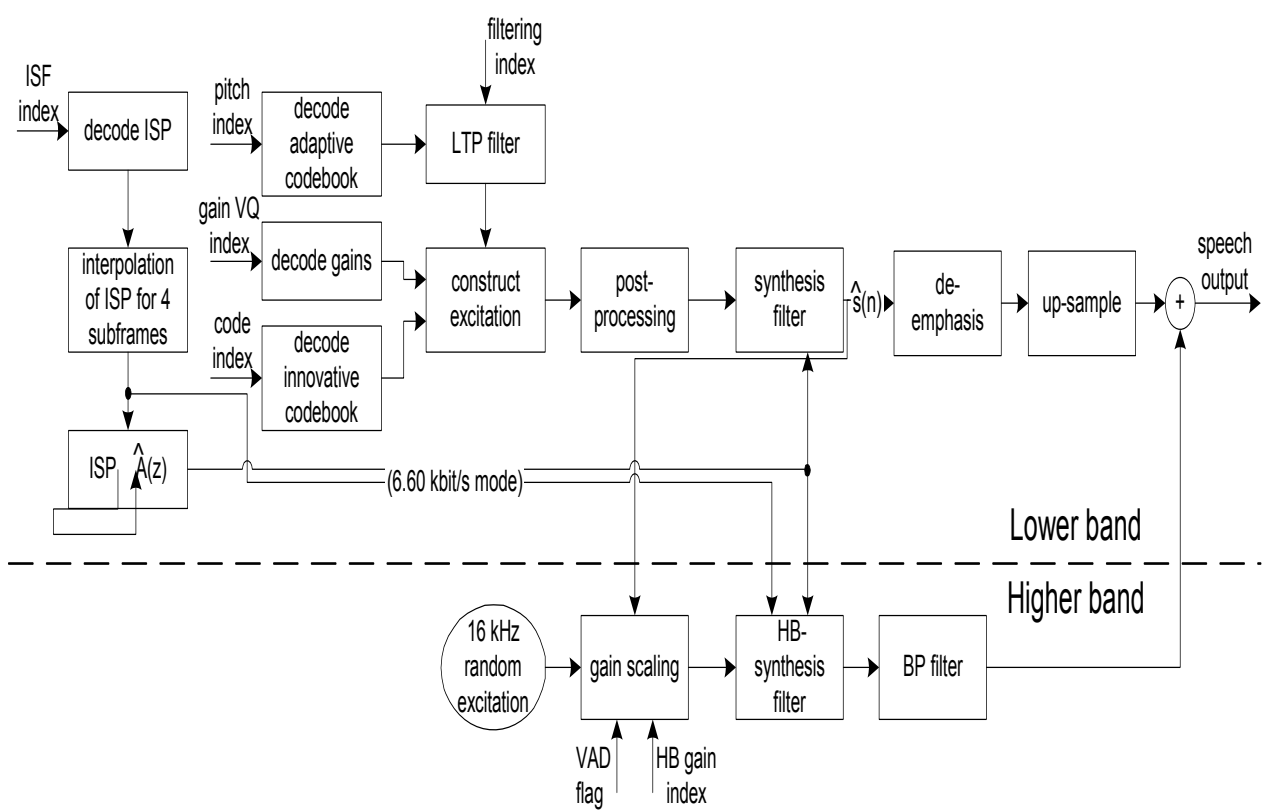 filtering
index
ISF
index
decode ISP
pitch
index
decode
adaptive
codebook
LTP filter
gain VQ
index
decode gains
interpolation
of ISP for 4
subframes
construct
excitation
post-
processing
synthesis
filter
ŝ(n)
de-
emphasis
up-sample
+
speech
output
code
index
decode
innovative
codebook
ISP Â(z)
(6.60 kbit/s mode)
Lower band
Higher band
16 kHz
random
excitation
gain scaling
HB-
synthesis
filter
BP filter
VAD
flag
HB gain
index